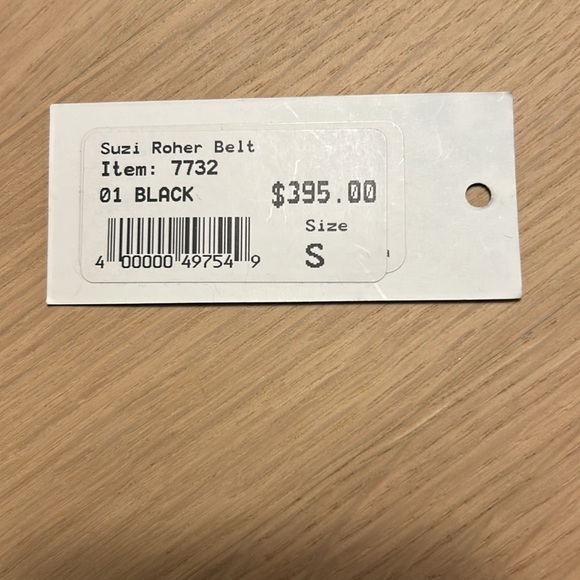 Suzi Roher Belt
Item: 7732
01 BLACK $395.00
Size
S
4 00000 49754 9